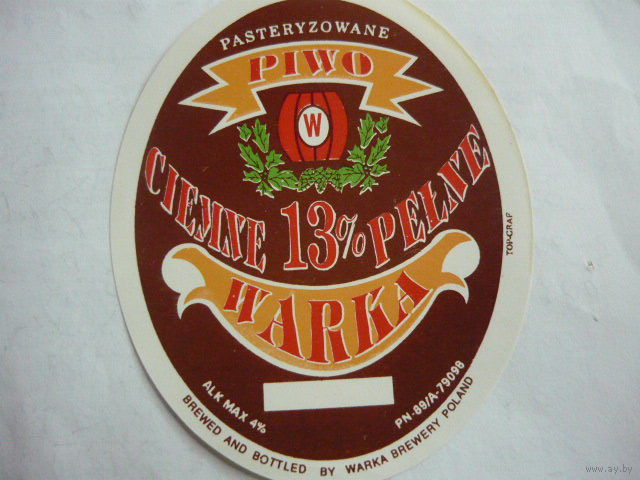 PASTERYZOWANE
PIWO
W
CIEMNE 13% PEŁNE
WARKA
ALK MAX 4%
PN-89/A-79098
BREWED AND BOTTLED BY WARKA BREWERY POLAND
TOP-GRAF
www.ay.by